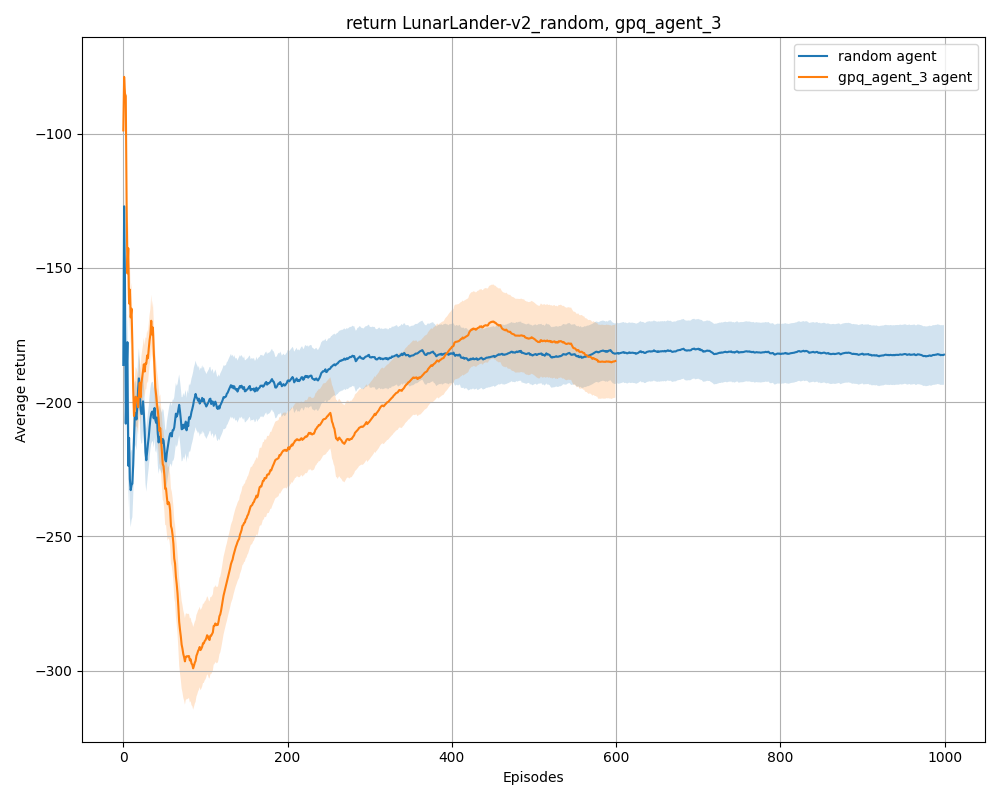 return LunarLander-v2_random, gpq_agent_3
random agent
gpq_agent_3 agent
Average return
−100
−150
−200
−250
−300
0
200
400
600
800
1000
Episodes